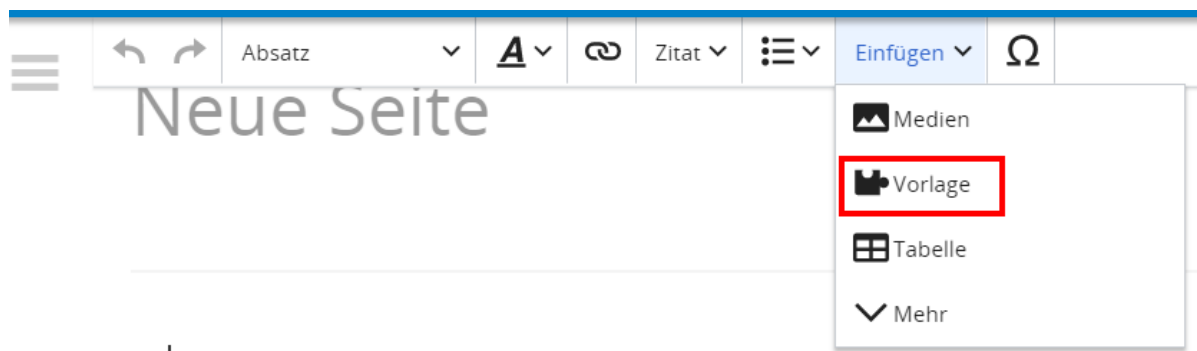 Absatz Zitat Einfügen Ω
Neue Seite
Medien
Vorlage
Tabelle
Mehr